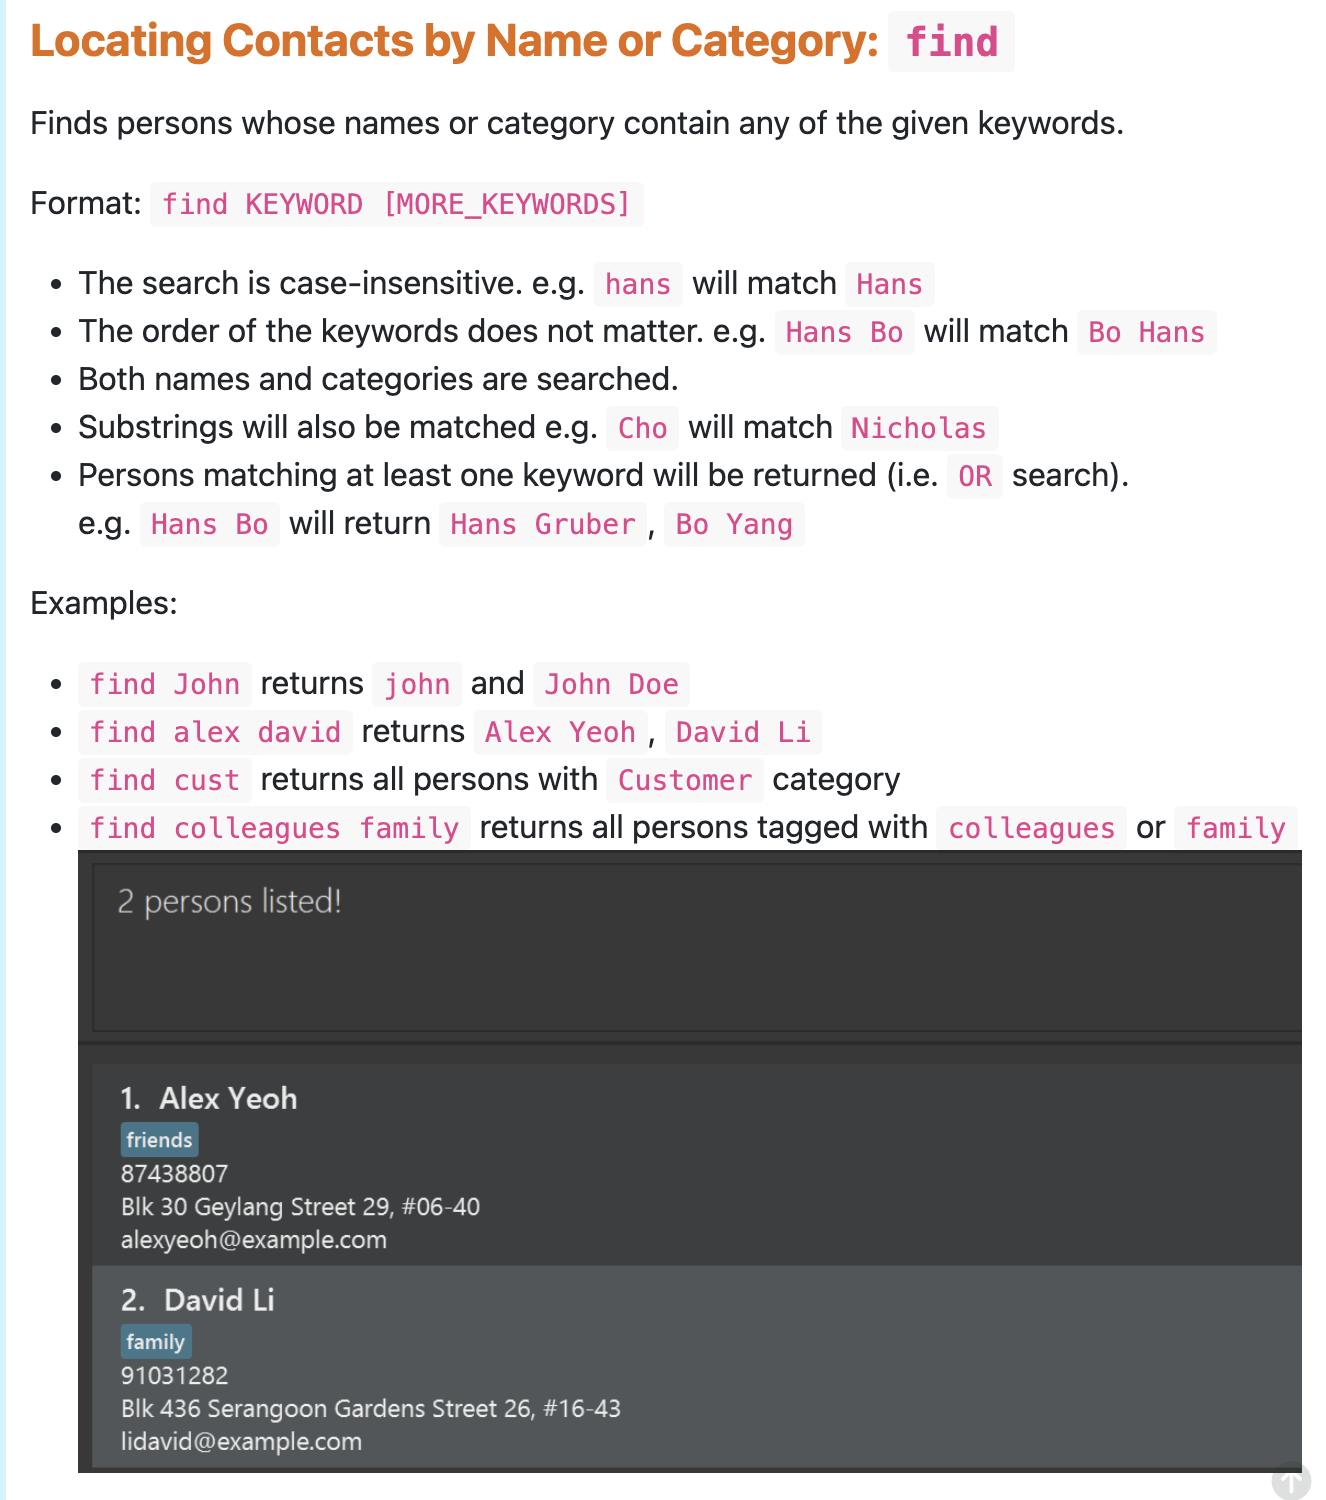 Locating Contacts by Name or Category: find
Finds persons whose names or category contain any of the given keywords.
Format: find KEYWORD [MORE_KEYWORDS]
• The search is case-insensitive. e.g. hans will match Hans
• The order of the keywords does not matter. e.g. Hans Bo will match Bo Hans
• Both names and categories are searched.
• Substrings will also be matched e.g. Cho will match Nicholas
• Persons matching at least one keyword will be returned (i.e. OR search).
e.g. Hans Bo will return Hans Gruber, Bo Yang
Examples:
• find John returns john and John Doe
• find alex david returns Alex Yeoh, David Li
• find cust returns all persons with Customer category
• find colleagues family returns all persons tagged with colleagues or family
2 persons listed!
1. Alex Yeoh
friends
87438807
Blk 30 Geylang Street 29, #06-40
alexyeoh@example.com
2. David Li
family
91031282
Blk 436 Serangoon Gardens Street 26, #16-43
lidavid@example.com